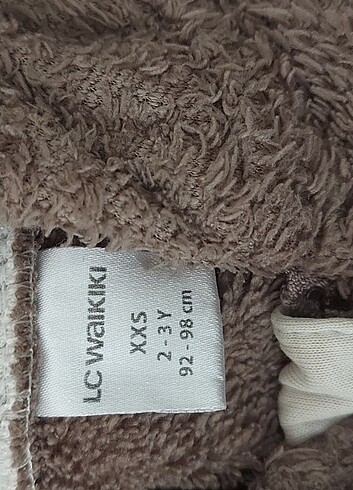 LC WAIKIKI
XXS
2 - 3 Y
92 - 98 cm